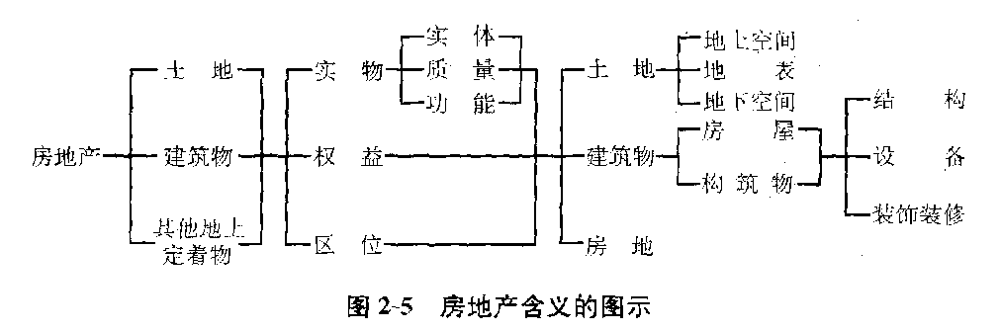 房地产
土地
建筑物
其他地上
定着物
实物
权益
区位
实体
质量
功能
土地
建筑物
房地
地上空间
地表
地下空间
房屋
构筑物
结构
设备
装饰装修
图2-5 房地产含义的图示